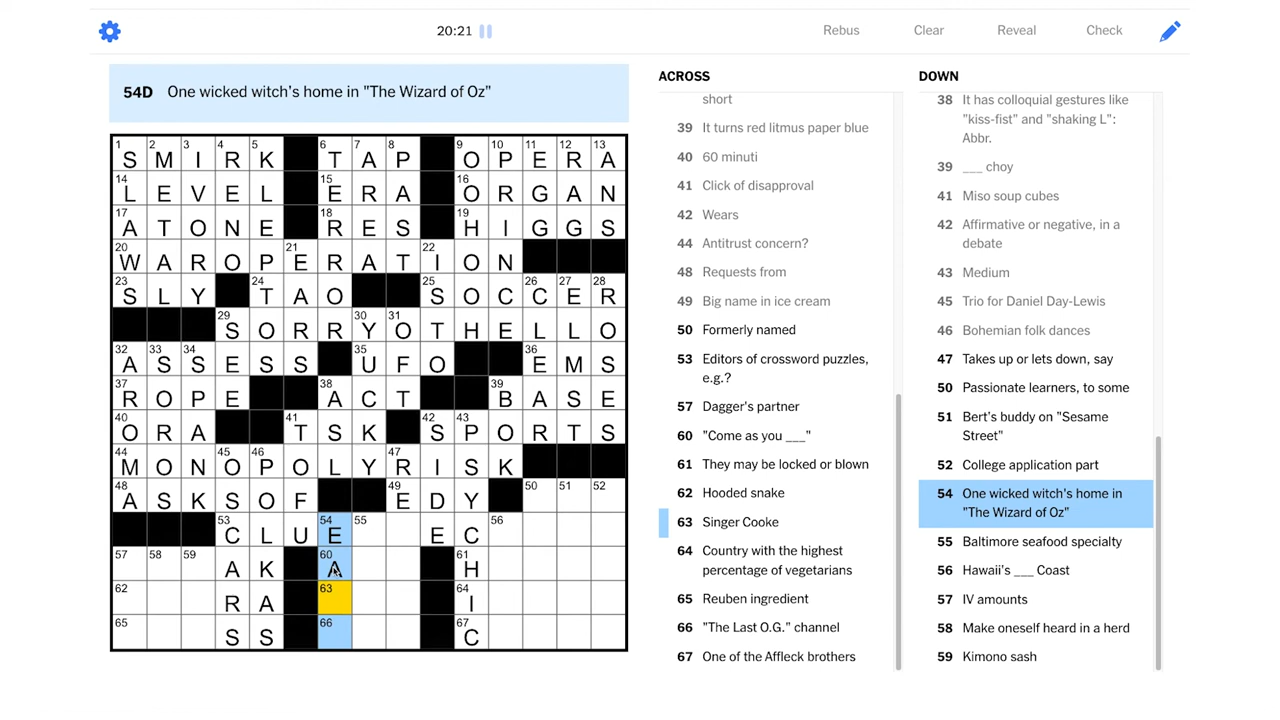 20:21
Rebus
Clear
Reveal
Check
54D One wicked witch's home in "The Wizard of Oz"
1 2 3 4 5 6 7 8 9 10 11 12 13
S M I R K T A P O P E R A
14 15 16
L E V E L E R A O R G A N
17 18 19
A T O N E R E S H I G G S
20 21 22
W A R O P E R A T I O N
23 24 25 26 27 28
S L Y T A O S O C C E R
29 30 31
S O R R Y O T H E L L O
32 33 34 35 36
A S S E S S U F O E M S
37 38 39
R O P E A C T B A S E
40 41 42 43
O R A T S K S P O R T S
44 45 46 47
M O N O P O L Y R I S K
48 49 50 51 52
A S K S O F E D Y
53 54 55 56
C L U E E C
57 58 59 60 61
A K A H
62 63 64
R A I
65 66 67
S S C
ACROSS
short
39 It turns red litmus paper blue
40 60 minuti
41 Click of disapproval
42 Wears
44 Antitrust concern?
48 Requests from
49 Big name in ice cream
50 Formerly named
53 Editors of crossword puzzles,
e.g.?
57 Dagger's partner
60 "Come as you ___"
61 They may be locked or blown
62 Hooded snake
63 Singer Cooke
64 Country with the highest
percentage of vegetarians
65 Reuben ingredient
66 "The Last O.G." channel
67 One of the Affleck brothers
DOWN
38 It has colloquial gestures like
"kiss-fist" and "shaking L":
Abbr.
39 ___ choy
41 Miso soup cubes
42 Affirmative or negative, in a
debate
43 Medium
45 Trio for Daniel Day-Lewis
46 Bohemian folk dances
47 Takes up or lets down, say
50 Passionate learners, to some
51 Bert's buddy on "Sesame
Street"
52 College application part
54 One wicked witch's home in
"The Wizard of Oz"
55 Baltimore seafood specialty
56 Hawaii's ___ Coast
57 IV amounts
58 Make oneself heard in a herd
59 Kimono sash